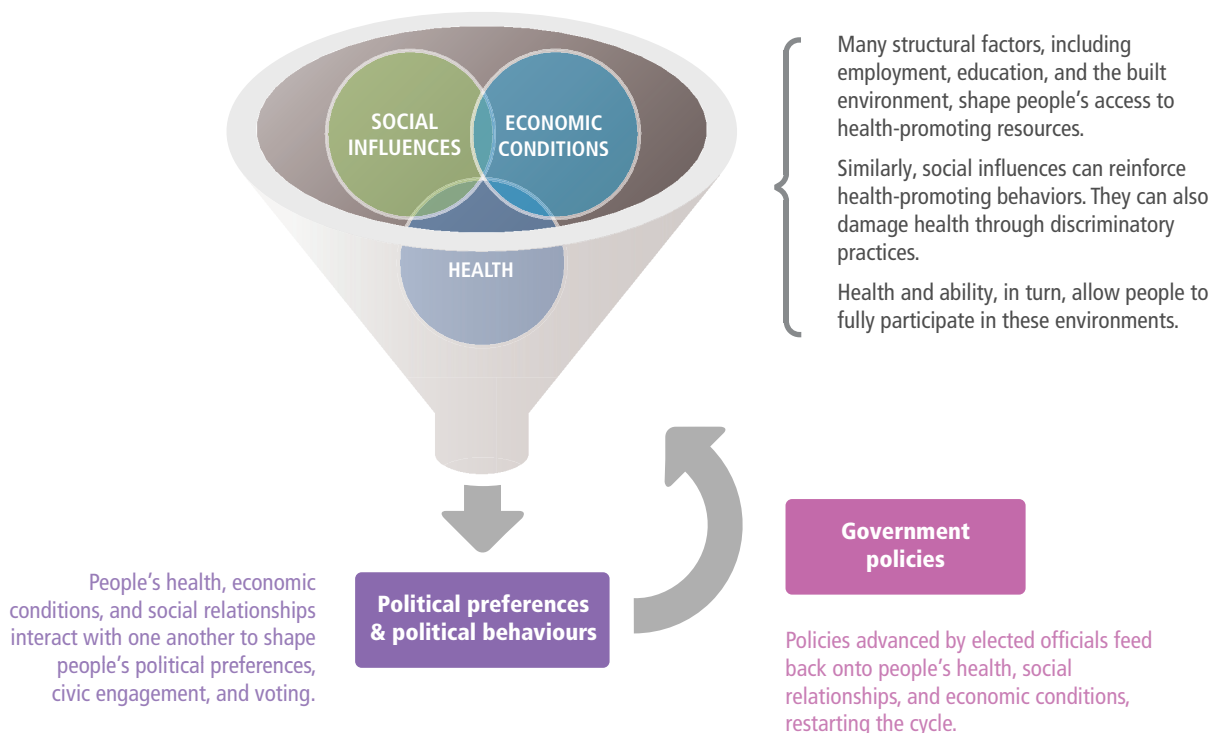 SOCIAL
INFLUENCES
ECONOMIC
CONDITIONS
HEALTH
Many structural factors, including
employment, education, and the built
environment, shape people’s access to
health-promoting resources.
Similarly, social influences can reinforce
health-promoting behaviors. They can also
damage health through discriminatory
practices.
Health and ability, in turn, allow people to
fully participate in these environments.
People’s health, economic
conditions, and social relationships
interact with one another to shape
people’s political preferences,
civic engagement, and voting.
Political preferences
& political behaviours
Government
policies
Policies advanced by elected officials feed
back onto people’s health, social
relationships, and economic conditions,
restarting the cycle.